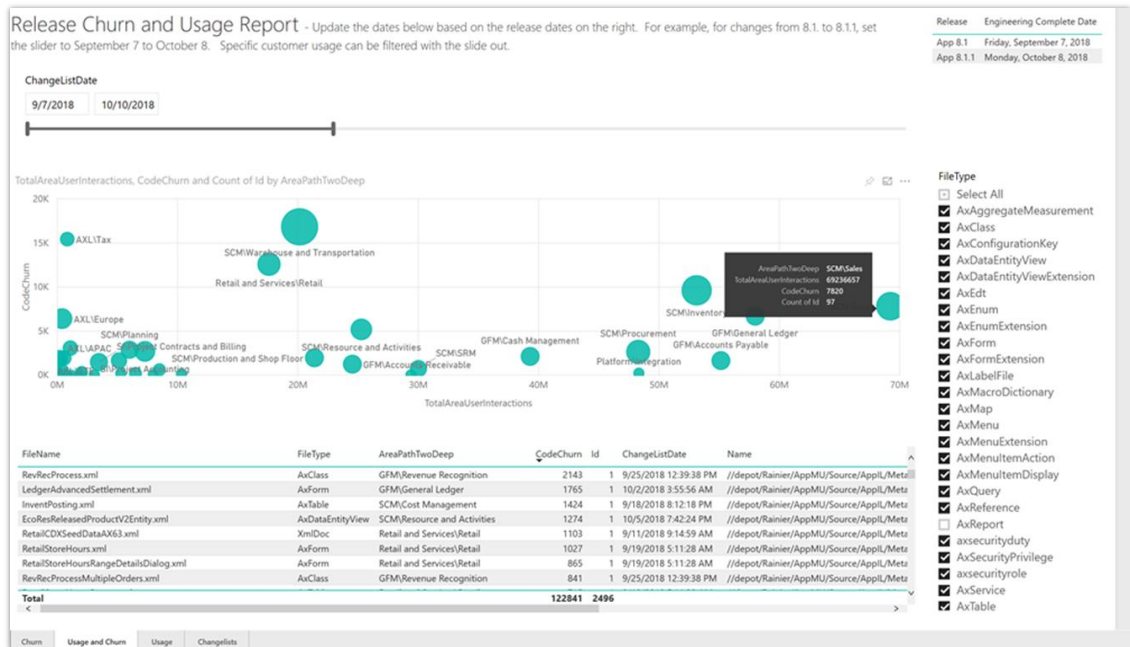 Release Churn and Usage Report - Update the dates below based on the release dates on the right. For example, for changes from 8.1. to 8.1.1, set
the slider to September 7 to October 8. Specific customer usage can be filtered with the slide out.
Release Engineering Complete Date
App 8.1 Friday, September 7, 2018
App 8.1.1 Monday, October 8, 2018
ChangeListDate
9/7/2018 10/10/2018
TotalAreaUserInteractions, CodeChurn and Count of Id by AreaPathTwoDeep
CodeChurn
20K
15K
10K
5K
0K
AXL\Tax
SCM\Warehouse and Transportation
Retail and Services\Retail
AXL\Europe
SCM\Planning
AXL\APAC
Project Contracts and Billing
SCM\Resource and Activities
SCM\Production and Shop Floor
SCM\SRM
GFM\Accounts Receivable
GFM\Cash Management
SCM\Procurement
Platform\Integration
SCM\Inventory
GFM\General Ledger
GFM\Accounts Payable
AreaPathTwoDeep SCM\Sales
TotalAreaUserInteractions 69236657
CodeChurn 7820
Count of Id 97
0M 10M 20M 30M 40M 50M 60M 70M
TotalAreaUserInteractions
FileName FileType AreaPathTwoDeep CodeChurn Id ChangeListDate Name
RevRecProcess.xml AxClass GFM\Revenue Recognition 2143 1 9/25/2018 12:39:38 PM //depot/Rainier/AppMU/Source/AppIL/Meta
LedgerAdvancedSettlement.xml AxForm GFM\General Ledger 1765 1 10/2/2018 3:55:56 AM //depot/Rainier/AppMU/Source/AppIL/Meta
InventPosting.xml AxTable SCM\Cost Management 1424 1 9/18/2018 8:12:18 PM //depot/Rainier/AppMU/Source/AppIL/Meta
EcoResReleasedProductV2Entity.xml AxDataEntityView SCM\Resource and Activities 1274 1 10/5/2018 7:42:24 PM //depot/Rainier/AppMU/Source/AppIL/Meta
RetailCDXSeedDataAX63.xml XmlDoc Retail and Services\Retail 1103 1 9/11/2018 9:14:59 AM //depot/Rainier/AppMU/Source/AppIL/Meta
RetailStoreHours.xml AxForm Retail and Services\Retail 1027 1 9/19/2018 5:11:28 AM //depot/Rainier/AppMU/Source/AppIL/Meta
RetailStoreHoursRangeDetailsDialog.xml AxForm Retail and Services\Retail 865 1 9/19/2018 5:11:28 AM //depot/Rainier/AppMU/Source/AppIL/Meta
RevRecProcessMultipleOrders.xml AxClass GFM\Revenue Recognition 841 1 9/25/2018 12:39:38 PM //depot/Rainier/AppMU/Source/AppIL/Meta
Total 122841 2496
FileType
Select All
AxAggregateMeasurement
AxClass
AxConfigurationKey
AxDataEntityView
AxDataEntityViewExtension
AxEdt
AxEnum
AxEnumExtension
AxForm
AxFormExtension
AxLabelFile
AxMacroDictionary
AxMap
AxMenu
AxMenuExtension
AxMenuItemAction
AxMenuItemDisplay
AxQuery
AxReference
AxReport
axsecurityduty
AxSecurityPrivilege
axsecurityrole
AxService
AxTable
Churn Usage and Churn Usage Changelists